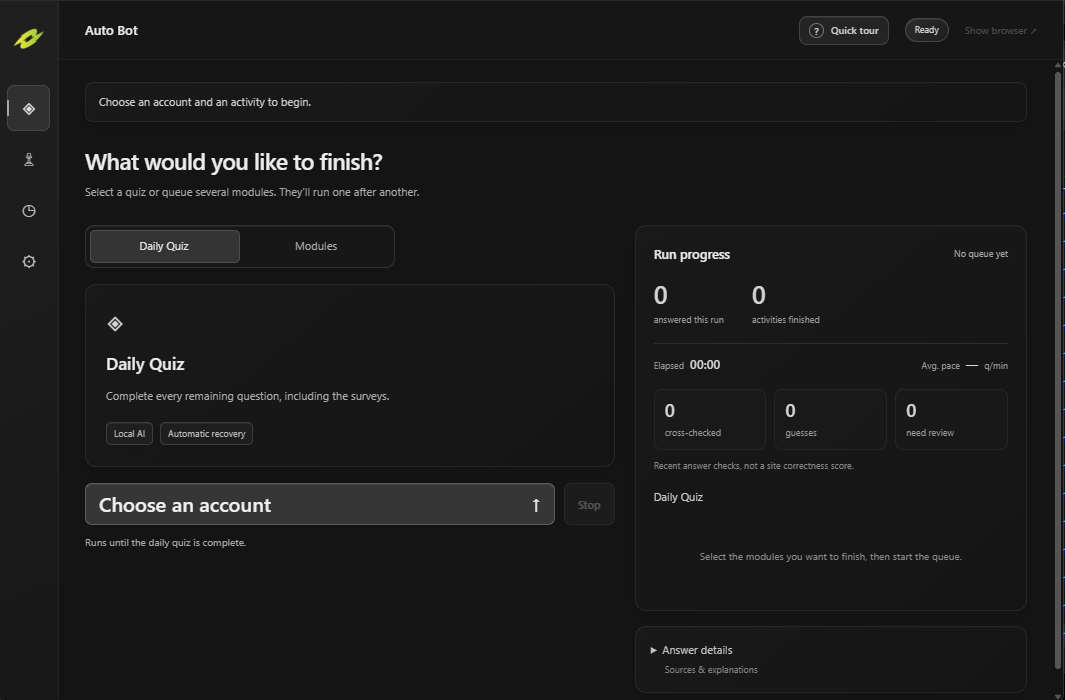 Auto Bot
? Quick tour
Ready
Show browser ↗
Choose an account and an activity to begin.
What would you like to finish?
Select a quiz or queue several modules. They'll run one after another.
Daily Quiz
Modules
Daily Quiz
Complete every remaining question, including the surveys.
Local AI
Automatic recovery
Choose an account ↑
Stop
Runs until the daily quiz is complete.
Run progress
No queue yet
0
0
answered this run
activities finished
Elapsed 00:00
Avg. pace — q/min
0
0
0
cross-checked
guesses
need review
Recent answer checks, not a site correctness score.
Daily Quiz
Select the modules you want to finish, then start the queue.
▶ Answer details
Sources & explanations